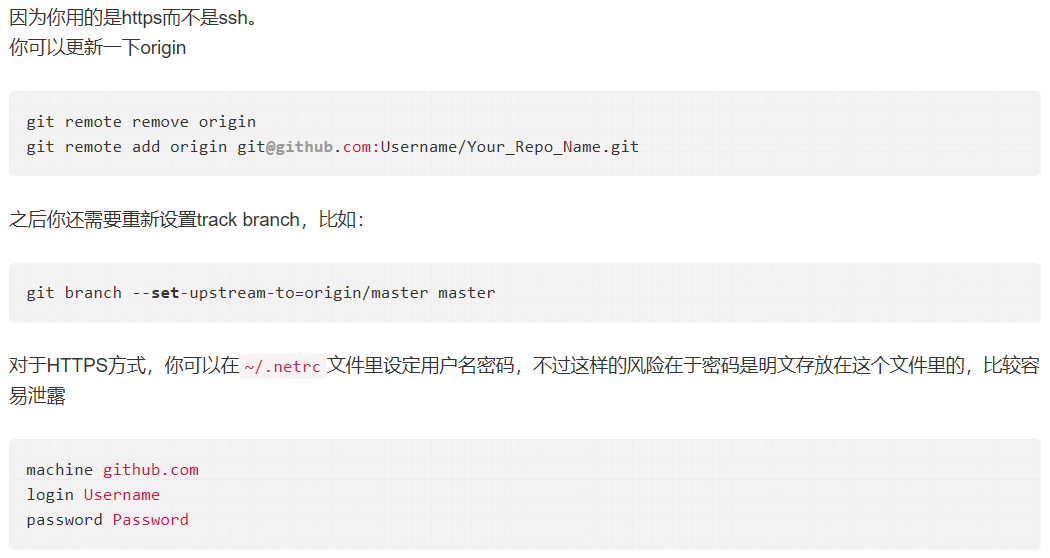 因为你用的是https而不是ssh。
你可以更新一下origin
git remote remove origin
git remote add origin git@github.com:Username/Your_Repo_Name.git
之后你还需要重新设置track branch，比如：
git branch --set-upstream-to=origin/master master
对于HTTPS方式，你可以在 ~/.netrc 文件里设定用户名密码，不过这样的风险在于密码是明文存放在这个文件里的，比较容
易泄露
machine github.com
login Username
password Password